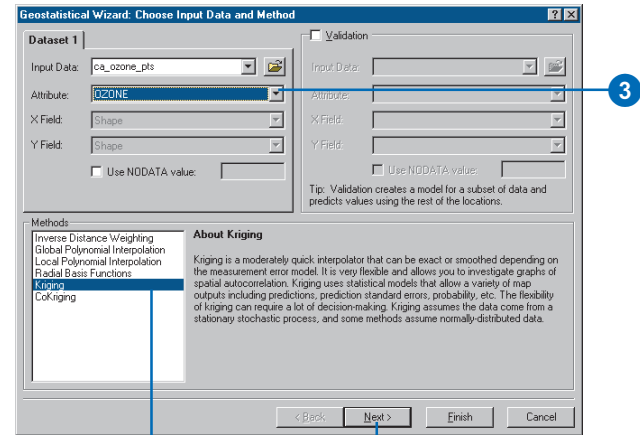 Geostatistical Wizard: Choose Input Data and Method
Dataset 1
Input Data: ca_ozone_pts
Attribute: OZONE
X Field: Shape
Y Field: Shape
Use NODATA value:
Validation
Input Data:
Attribute:
X Field:
Y Field:
Use NODATA value:
Tip: Validation creates a model for a subset of data and
predicts values using the rest of the locations.
3
Methods
Inverse Distance Weighting
Global Polynomial Interpolation
Local Polynomial Interpolation
Radial Basis Functions
Kriging
CoKriging
About Kriging
Kriging is a moderately quick interpolator that can be exact or smoothed depending on
the measurement error model. It is very flexible and allows you to investigate graphs of
spatial autocorrelation. Kriging uses statistical models that allow a variety of map
outputs including predictions, prediction standard errors, probability, etc. The flexibility
of kriging can require a lot of decision-making. Kriging assumes the data come from a
stationary stochastic process, and some methods assume normally-distributed data.
< Back
Next >
Finish
Cancel